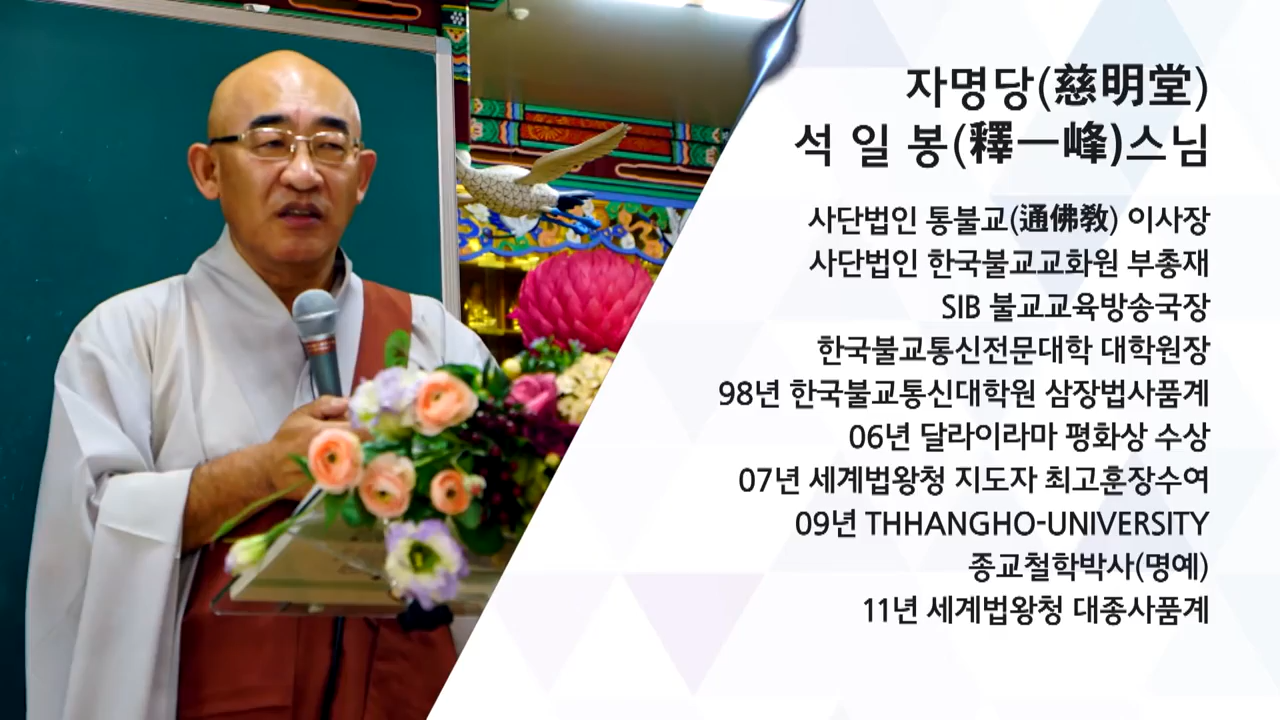 자명당(慈明堂)
석 일 봉(釋一峰)스님
사단법인 통불교(通佛敎) 이사장
사단법인 한국불교교화원 부총재
SIB 불교교육방송국장
한국불교통신전문대학 대학원장
98년 한국불교통신대학원 삼장법사품계
06년 달라이라마 평화상 수상
07년 세계법왕청 지도자 최고훈장수여
09년 THHANGHO-UNIVERSITY
종교철학박사(명예)
11년 세계법왕청 대종사품계